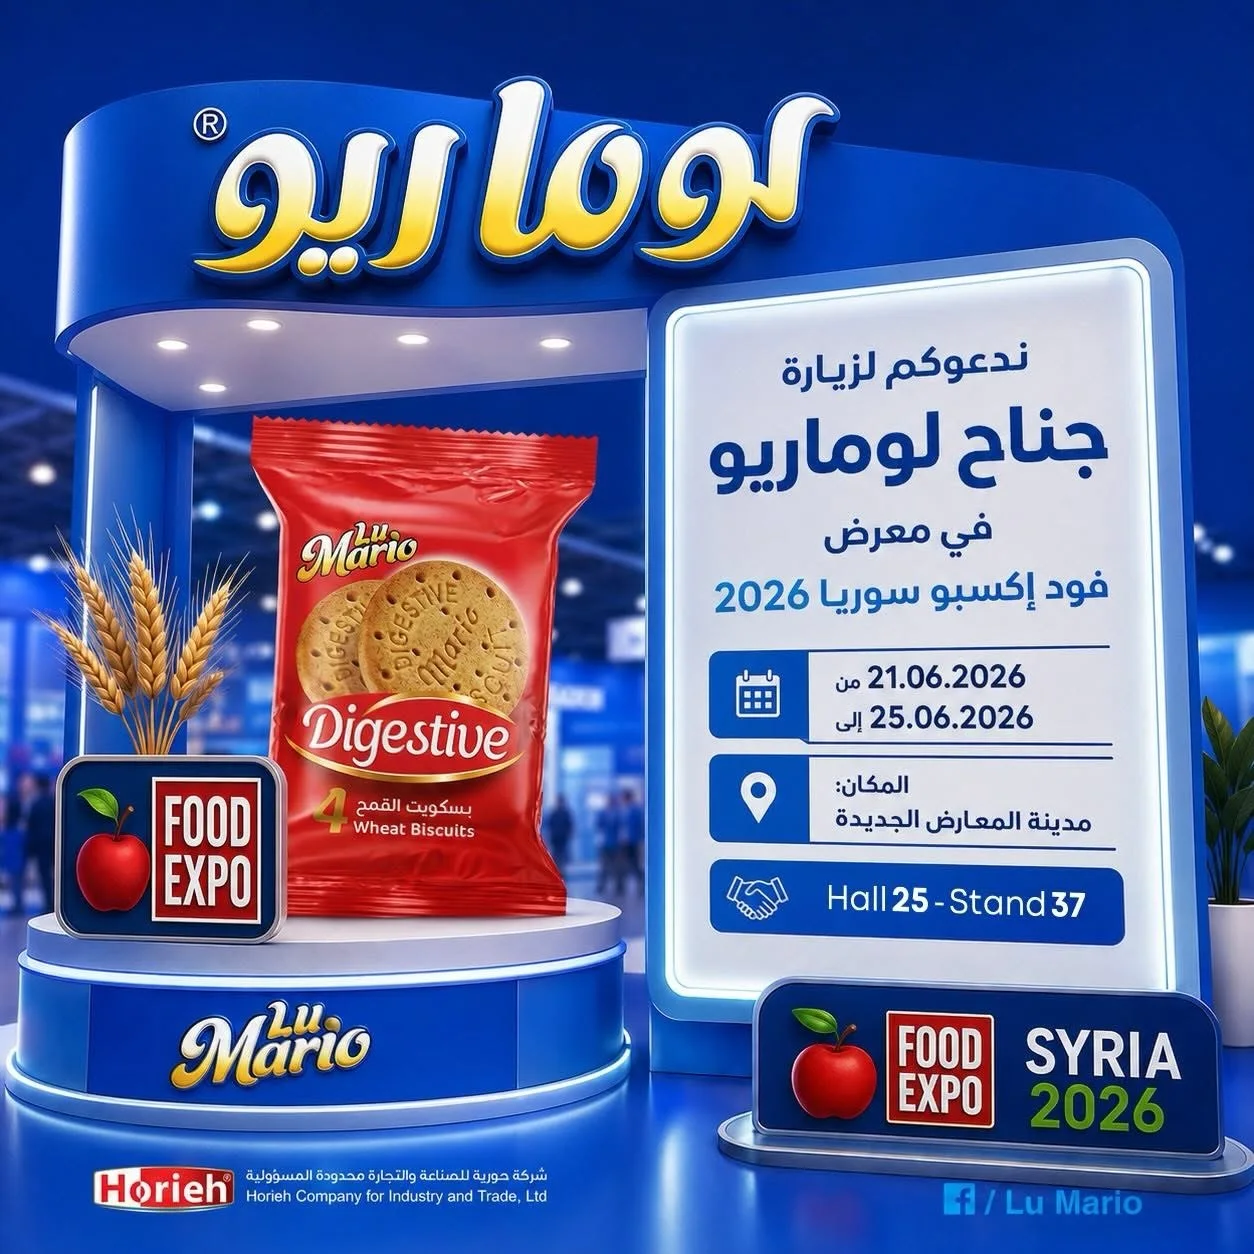 لوماريو®
ندعوكم لزيارة
جناح لوماريو
في معرض
فود إكسبو سوريا 2026
من 21.06.2026
إلى 25.06.2026
المكان:
مدينة المعارض الجديدة
Hall 25 - Stand 37
Lu
Mario
DIGESTIVE
Mario
Digestive
4
بسكويت القمح
Wheat Biscuits
FOOD
EXPO
Lu
Mario
FOOD
EXPO
SYRIA
2026
Horieh®
شركة حورية للصناعة والتجارة محدودة المسؤولية
Horieh Company for Industry and Trade, Ltd
f / Lu Mario